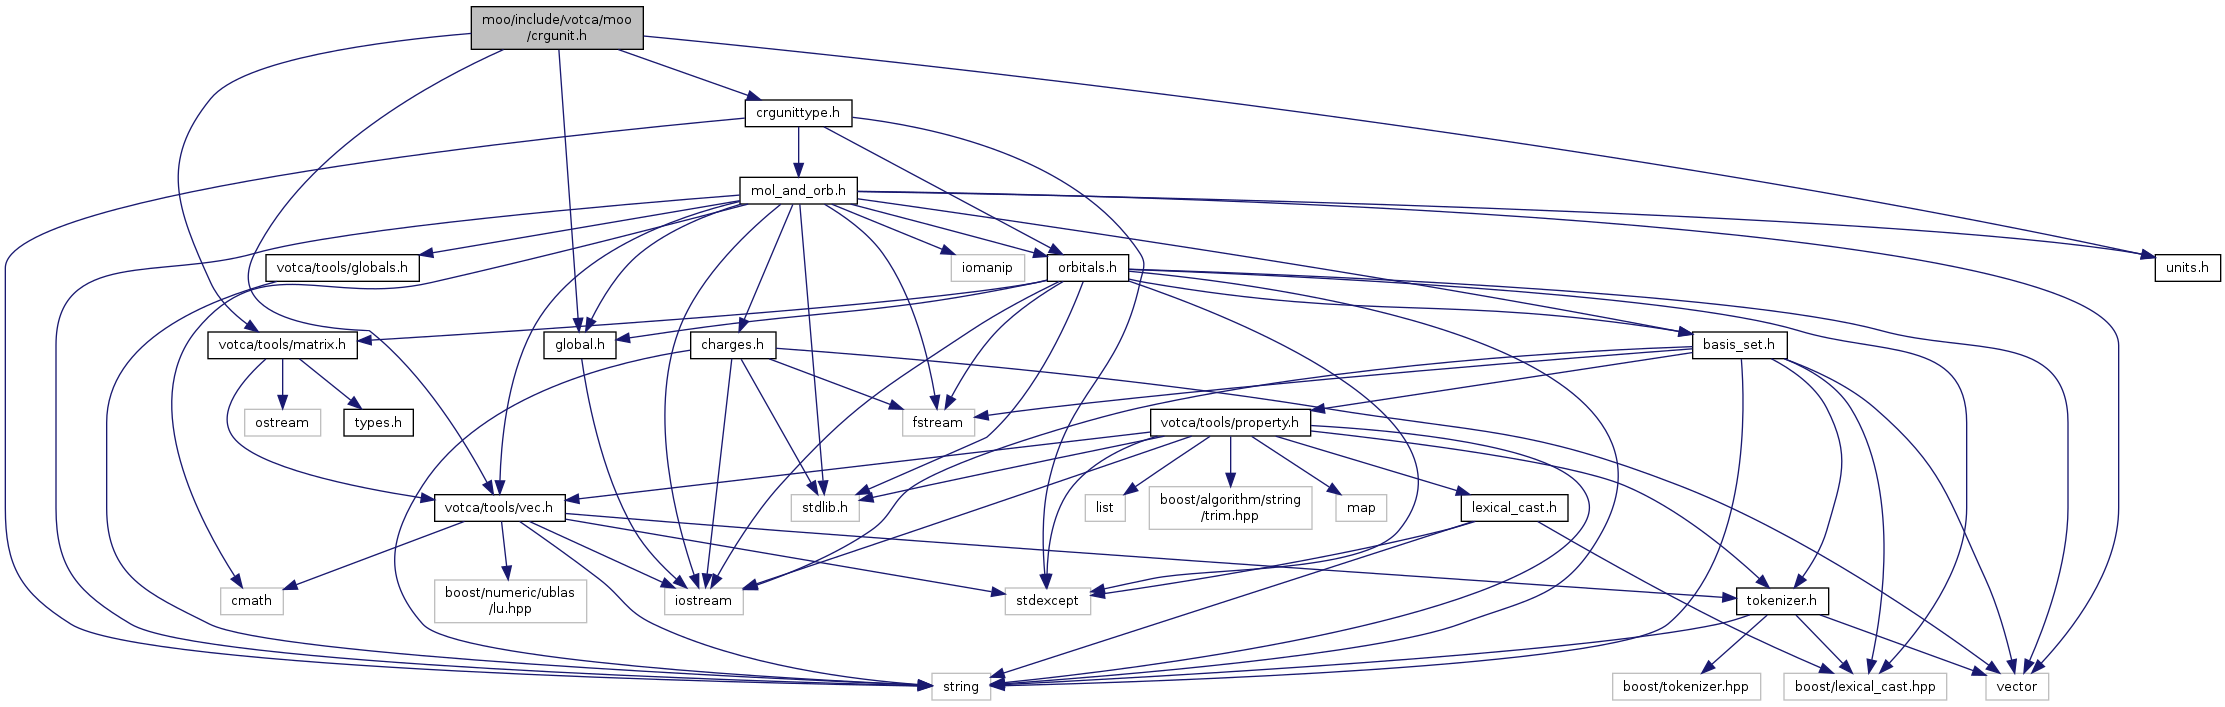 moo/include/votca/moo
/crgunit.h
crgunittype.h
mol_and_orb.h
votca/tools/globals.h
iomanip
orbitals.h
units.h
votca/tools/matrix.h
global.h
charges.h
basis_set.h
ostream
types.h
fstream
votca/tools/property.h
votca/tools/vec.h
stdlib.h
list
boost/algorithm/string
/trim.hpp
map
lexical_cast.h
cmath
boost/numeric/ublas
/lu.hpp
iostream
stdexcept
tokenizer.h
string
boost/tokenizer.hpp
boost/lexical_cast.hpp
vector